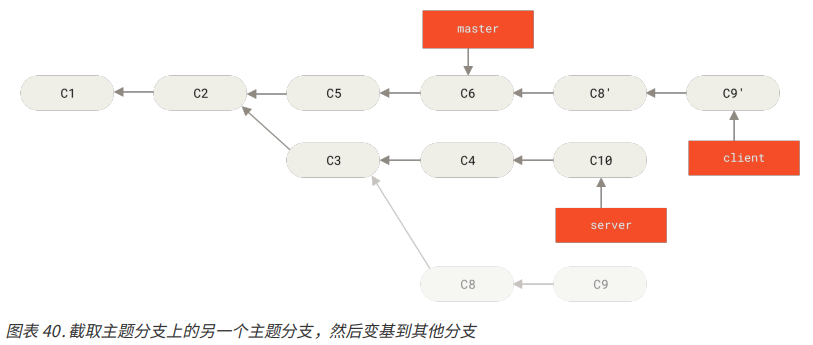 master
C1
C2
C5
C6
C8'
C9'
C3
C4
C10
client
server
C8
C9
图表 40. 截取主题分支上的另一个主题分支，然后变基到其他分支